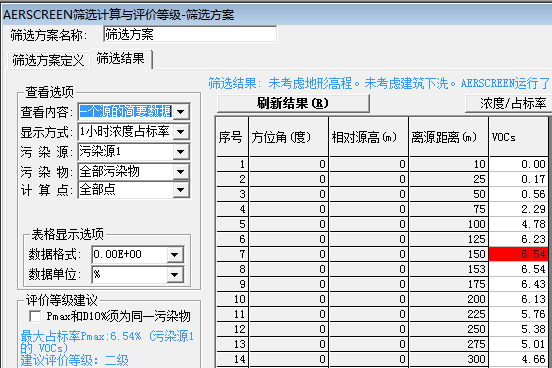 AERSCREEN筛选计算与评价等级-筛选方案
筛选方案名称: 筛选方案
筛选方案定义 筛选结果
筛选结果: 未考虑地形高程。未考虑建筑下洗。AERSCREEN运行了
查看选项
查看内容: 一个源的简要数据
显示方式: 1小时浓度占标率
污 染 源: 污染源1
污 染 物: 全部污染物
计 算 点: 全部点
表格显示选项
数据格式: 0.00E+00
数据单位: %
评价等级建议
Pmax和D10%须为同一污染物
最大占标率Pmax:6.54% (污染源1
的 VOCs)
建议评价等级: 二级
刷新结果(R) 浓度/占标率
序号 方位角(度) 相对源高(m) 离源距离(m) VOCs
1 0 0 10 0.00
2 0 0 25 0.17
3 0 0 50 0.56
4 0 0 75 2.29
5 0 0 100 4.78
6 0 0 125 6.23
7 0 0 150 6.54
8 0 0 153 6.54
9 0 0 175 6.43
10 0 0 200 6.13
11 0 0 225 5.76
12 0 0 250 5.38
13 0 0 275 5.01
14 0 0 300 4.66